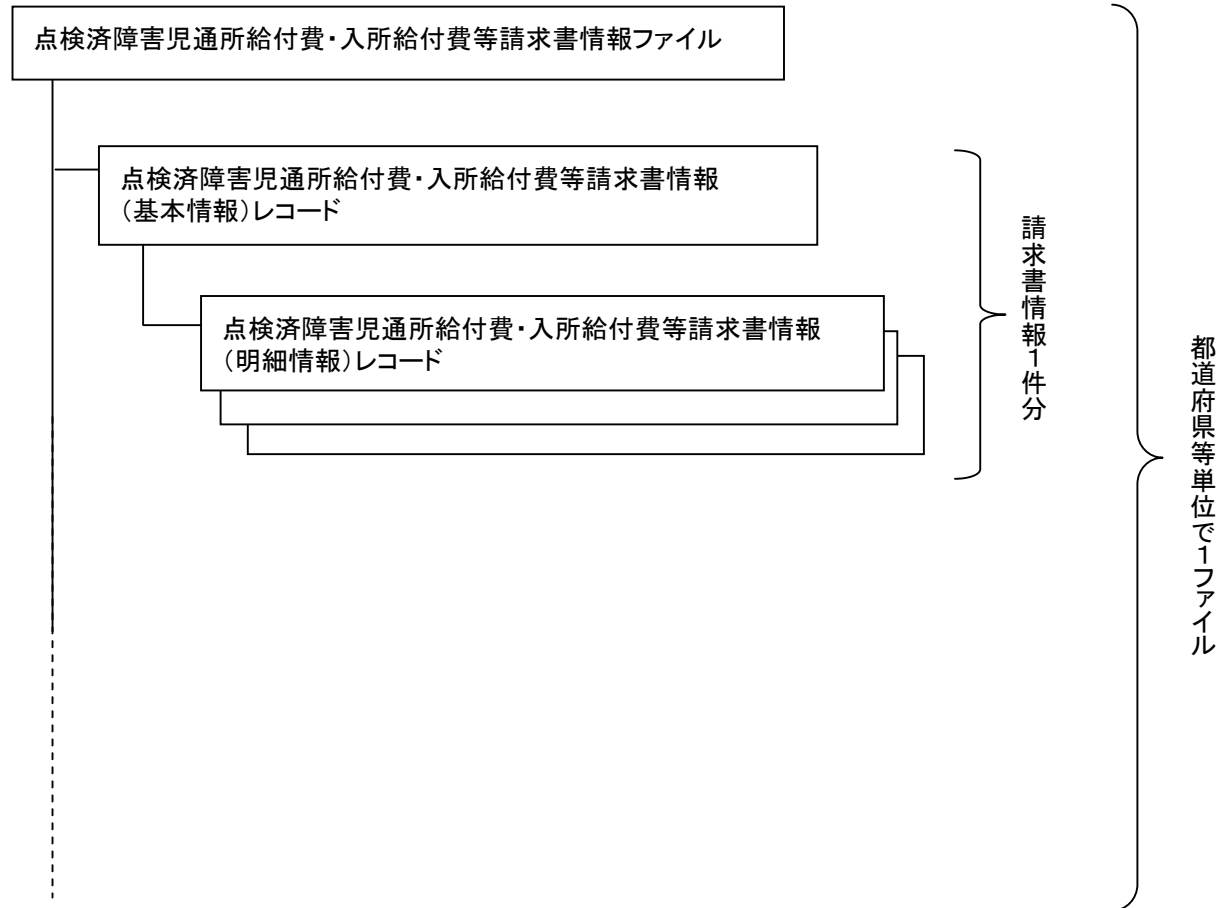 点検済障害児通所給付費・入所給付費等請求書情報ファイル
点検済障害児通所給付費・入所給付費等請求書情報
（基本情報）レコード
点検済障害児通所給付費・入所給付費等請求書情報
（明細情報）レコード
請求書情報１件分
都道府県等単位で１ファイル